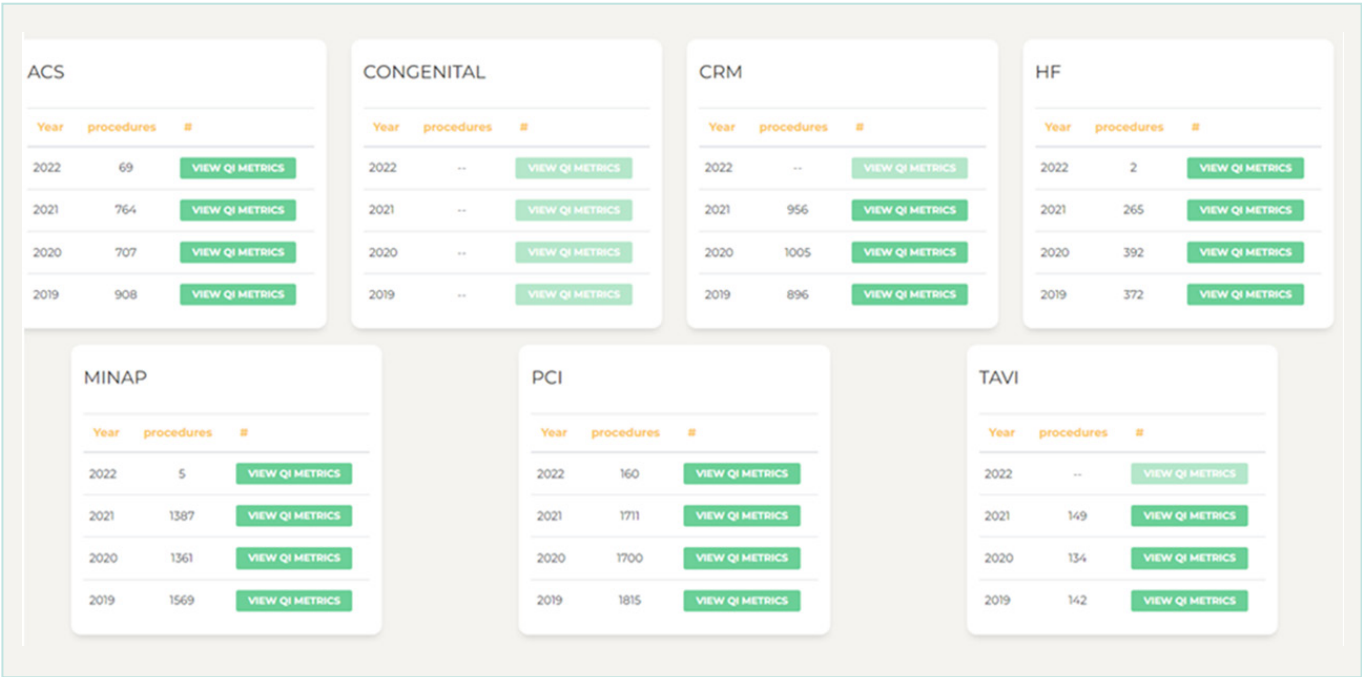 ACS
Year procedures #
2022 69 VIEW QI METRICS
2021 764 VIEW QI METRICS
2020 707 VIEW QI METRICS
2019 908 VIEW QI METRICS
CONGENITAL
Year procedures #
2022 -- VIEW QI METRICS
2021 -- VIEW QI METRICS
2020 -- VIEW QI METRICS
2019 -- VIEW QI METRICS
CRM
Year procedures #
2022 -- VIEW QI METRICS
2021 956 VIEW QI METRICS
2020 1005 VIEW QI METRICS
2019 896 VIEW QI METRICS
HF
Year procedures #
2022 2 VIEW QI METRICS
2021 265 VIEW QI METRICS
2020 392 VIEW QI METRICS
2019 372 VIEW QI METRICS
MINAP
Year procedures #
2022 5 VIEW QI METRICS
2021 1387 VIEW QI METRICS
2020 1361 VIEW QI METRICS
2019 1569 VIEW QI METRICS
PCI
Year procedures #
2022 160 VIEW QI METRICS
2021 1711 VIEW QI METRICS
2020 1700 VIEW QI METRICS
2019 1815 VIEW QI METRICS
TAVI
Year procedures #
2022 -- VIEW QI METRICS
2021 149 VIEW QI METRICS
2020 134 VIEW QI METRICS
2019 142 VIEW QI METRICS